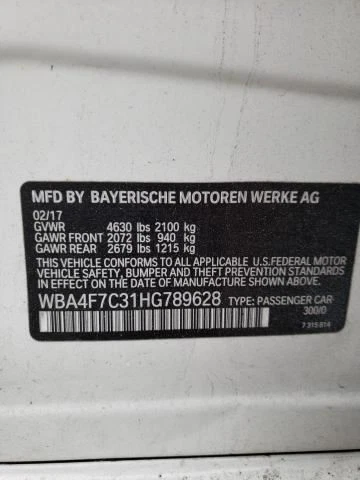 MFD BY BAYERISCHE MOTOREN WERKE AG
02/17
GVWR 4630 lbs 2100 kg
GAWR FRONT 2072 lbs 940 kg
GAWR REAR 2679 lbs 1215 kg
THIS VEHICLE CONFORMS TO ALL APPLICABLE U.S.FEDERAL MOTOR
VEHICLE SAFETY, BUMPER, AND THEFT PREVENTION STANDARDS
IN EFFECT ON THE DATE OF MANUFACTURE SHOWN ABOVE.
WBA4F7C31HG789628 TYPE: PASSENGER CAR
300/0
7 315 814